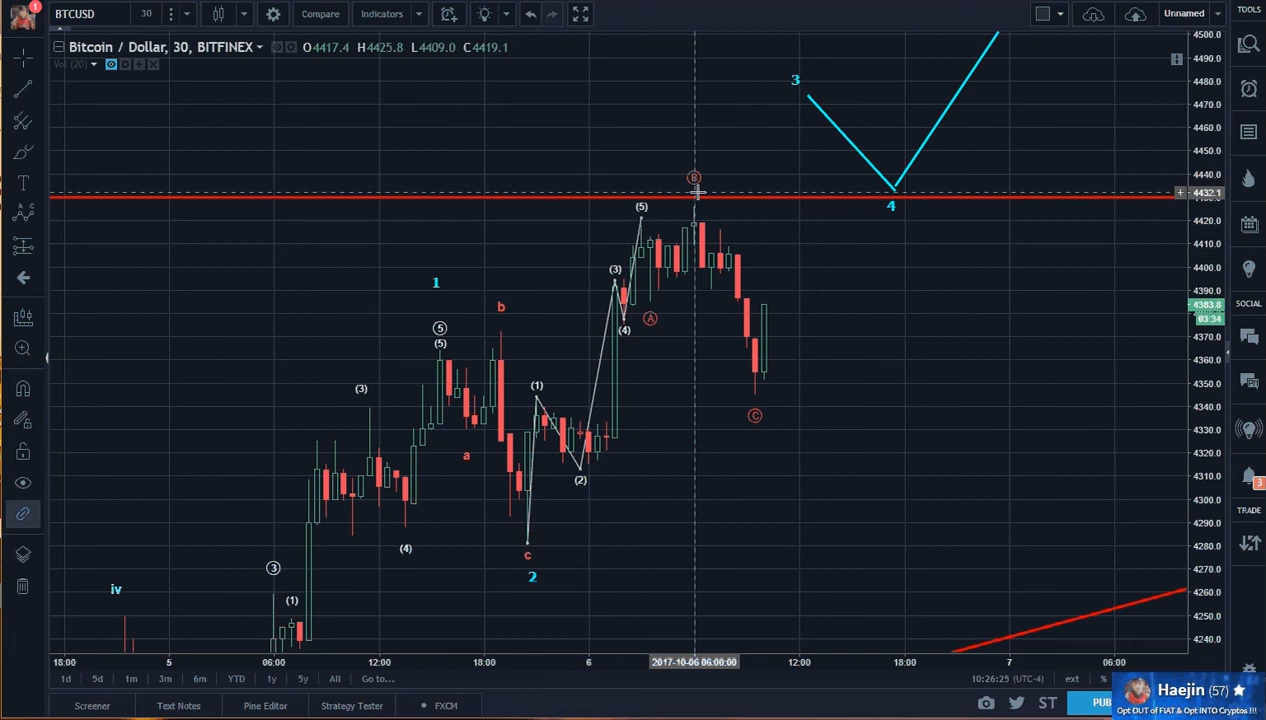 1
BTCUSD
30
Compare
Indicators
Unnamed
TOOLS
Bitcoin / Dollar, 30, BITFINEX
O4417.4 H4425.8 L4409.0 C4419.1
Vol (20)
4500.0
4490.0
4480.0
4470.0
4460.0
4450.0
4440.0
4432.1
4420.0
4410.0
4400.0
4383.8
03:34
4370.0
4360.0
4350.0
4340.0
4330.0
4320.0
4310.0
4300.0
4290.0
4280.0
4270.0
4260.0
4250.0
4240.0
3
4
B
(5)
(3)
(4)
A
C
1
b
5
(5)
(3)
(1)
a
(2)
(4)
c
2
3
(1)
iv
SOCIAL
3
TRADE
18:00
5
06:00
12:00
18:00
6
2017-10-06 06:00:00
12:00
18:00
7
06:00
1d
5d
1m
3m
6m
YTD
1y
5y
All
Go to...
10:26:25 (UTC-4)
ext
%
Screener
Text Notes
Pine Editor
Strategy Tester
FXCM
ST
Haejin (57)
Opt OUT of FIAT & Opt INTO Cryptos !!!